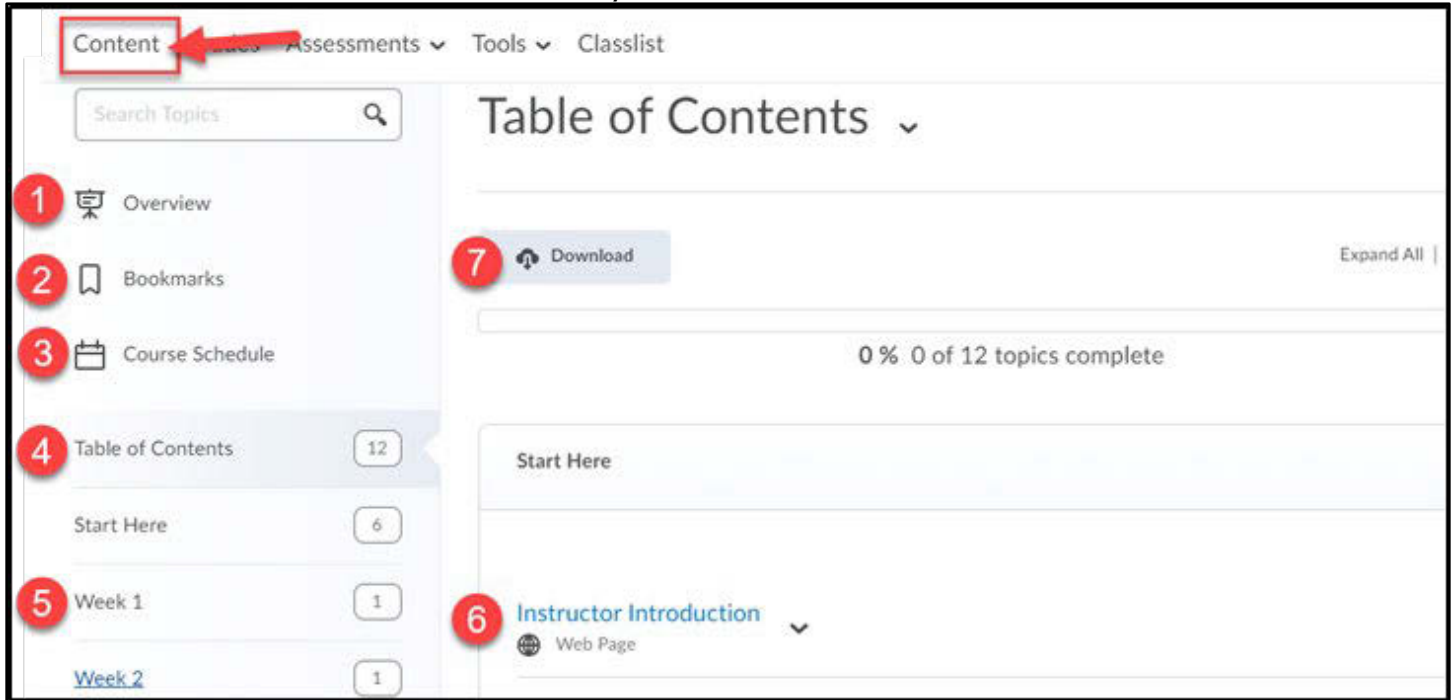 Content Assessments Tools Classlist
Search Topics
Table of Contents
1 Overview
2 Bookmarks
3 Course Schedule
7 Download
Expand All |
0 % 0 of 12 topics complete
4 Table of Contents 12
Start Here 6
5 Week 1 1
Week 2 1
Start Here
6 Instructor Introduction
Web Page